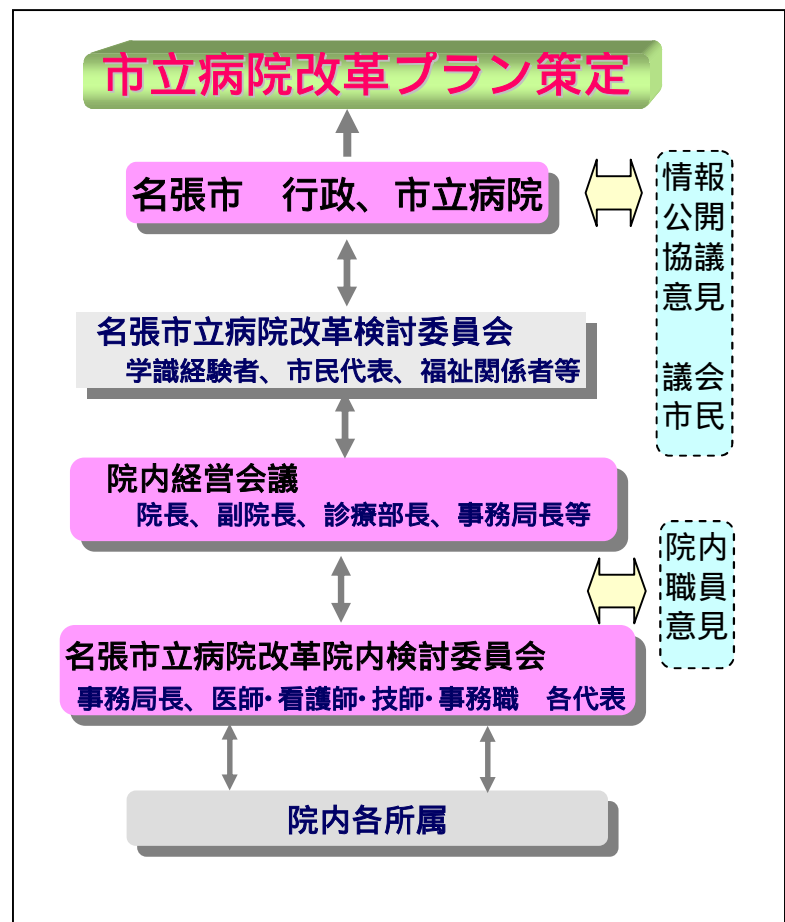 市立病院改革プラン策定
名張市　行政、市立病院
情報
公開
協議
意見
議会
市民
名張市立病院改革検討委員会
学識経験者、市民代表、福祉関係者等
院内経営会議
院長、副院長、診療部長、事務局長等
院内
職員
意見
名張市立病院改革院内検討委員会
事務局長、医師・看護師・技師・事務職　各代表
院内各所属